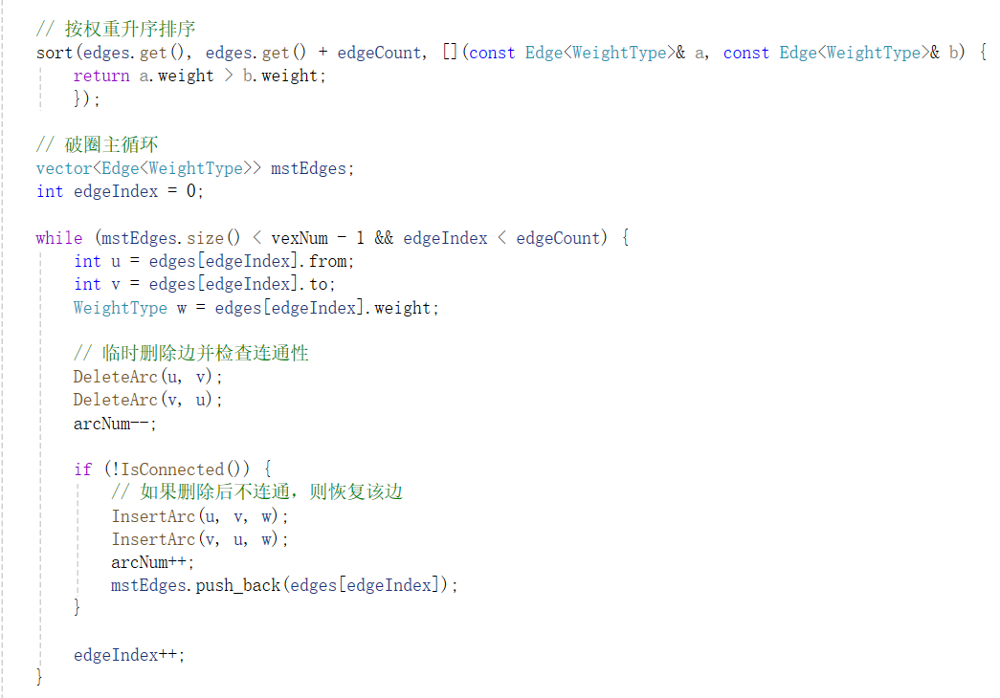 // 按权重升序排序
sort(edges.get(), edges.get() + edgeCount, [](const Edge<WeightType>& a, const Edge<WeightType>& b) {
    return a.weight > b.weight;
    });

// 破圈主循环
vector<Edge<WeightType>> mstEdges;
int edgeIndex = 0;

while (mstEdges.size() < vexNum - 1 && edgeIndex < edgeCount) {
    int u = edges[edgeIndex].from;
    int v = edges[edgeIndex].to;
    WeightType w = edges[edgeIndex].weight;

    // 临时删除边并检查连通性
    DeleteArc(u, v);
    DeleteArc(v, u);
    arcNum--;

    if (!IsConnected()) {
        // 如果删除后不连通，则恢复该边
        InsertArc(u, v, w);
        InsertArc(v, u, w);
        arcNum++;
        mstEdges.push_back(edges[edgeIndex]);
    }

    edgeIndex++;
}